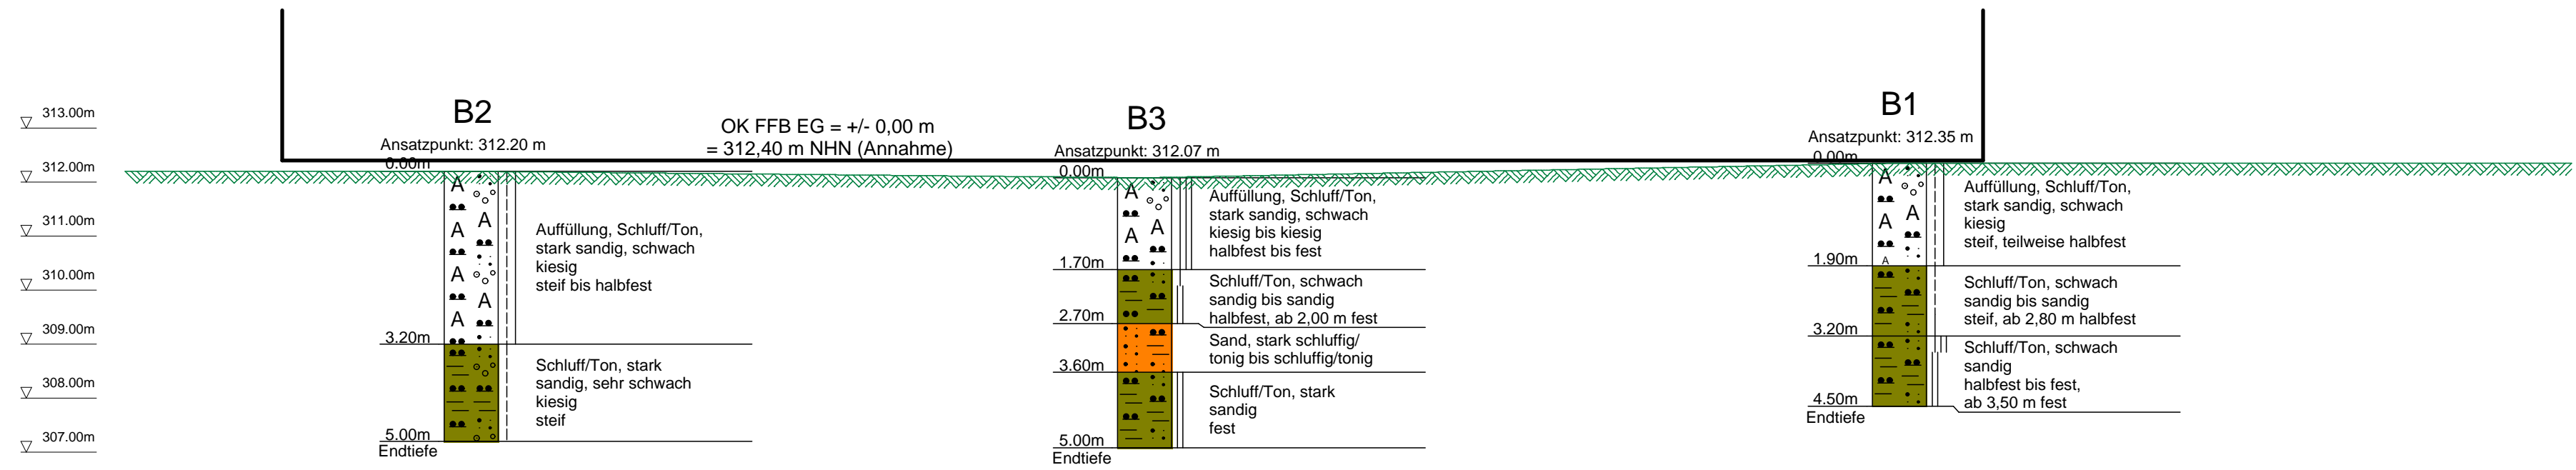 313.00m
312.00m
311.00m
310.00m
309.00m
308.00m
307.00m
B2
Ansatzpunkt: 312.20 m
0.00m
A
A
A
A
A
A
A
Auffüllung, Schluff/Ton,
stark sandig, schwach
kiesig
steif bis halbfest
3.20m
Schluff/Ton, stark
sandig, sehr schwach
kiesig
steif
5.00m
Endtiefe
OK FFB EG = +/- 0,00 m
= 312,40 m NHN (Annahme)
B3
Ansatzpunkt: 312.07 m
0.00m
A
A
A
Auffüllung, Schluff/Ton,
stark sandig, schwach
kiesig bis kiesig
halbfest bis fest
1.70m
Schluff/Ton, schwach
sandig bis sandig
halbfest, ab 2,00 m fest
2.70m
Sand, stark schluffig/
tonig bis schluffig/tonig
3.60m
Schluff/Ton, stark
sandig
fest
5.00m
Endtiefe
B1
Ansatzpunkt: 312.35 m
0.00m
A
A
A
A
Auffüllung, Schluff/Ton,
stark sandig, schwach
kiesig
steif, teilweise halbfest
1.90m
Schluff/Ton, schwach
sandig bis sandig
steif, ab 2,80 m halbfest
3.20m
Schluff/Ton, schwach
sandig
halbfest bis fest,
ab 3,50 m fest
4.50m
Endtiefe